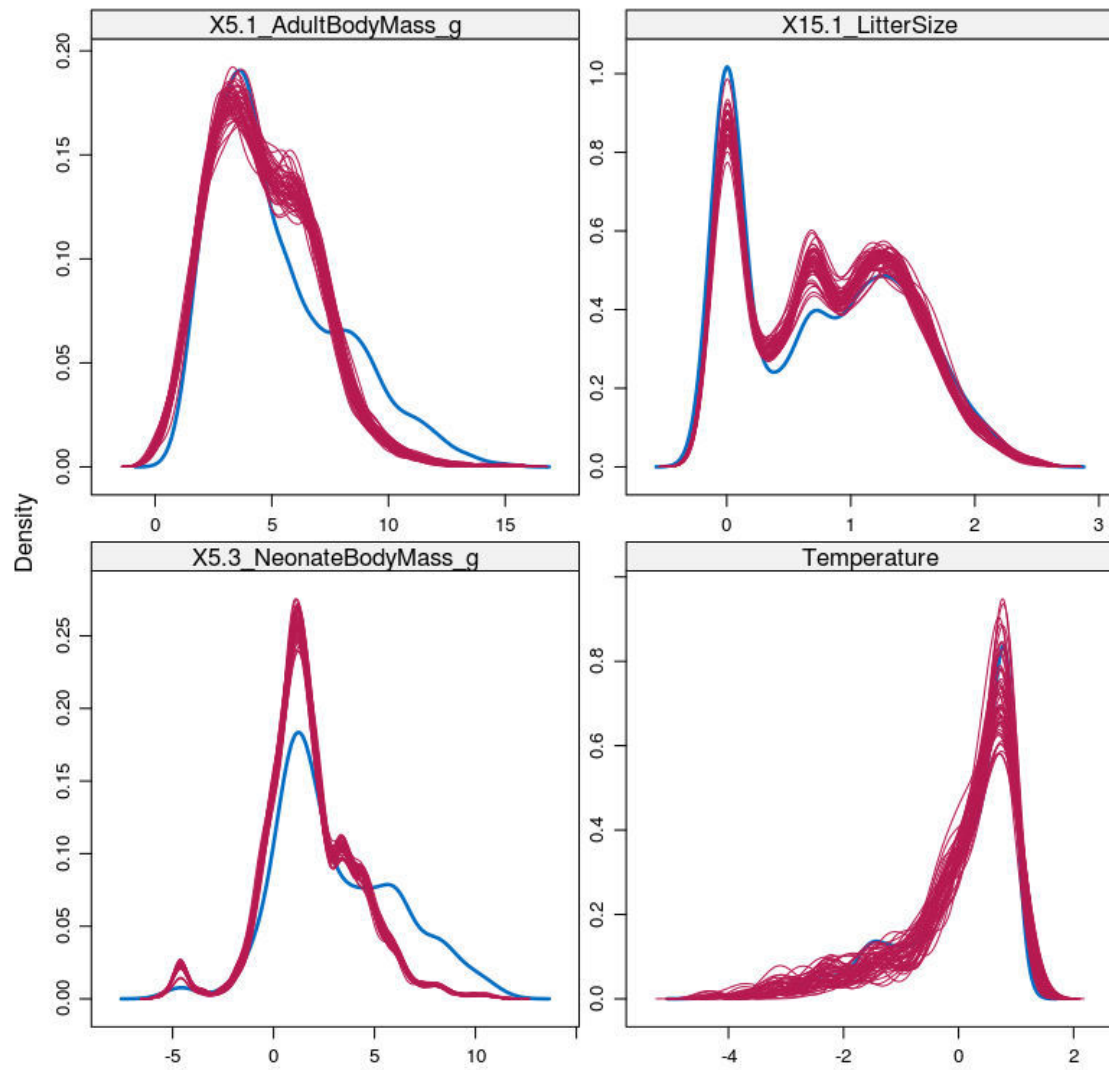 X5.1_AdultBodyMass_g
X15.1_LitterSize
0.20
0.15
0.10
0.05
0.00
0 5 10 15
1.0
0.8
0.6
0.4
0.2
0.0
0 1 2 3
Density
X5.3_NeonateBodyMass_g
Temperature
0.25
0.20
0.15
0.10
0.05
0.00
-5 0 5 10
0.8
0.6
0.4
0.2
0.0
-4 -2 0 2